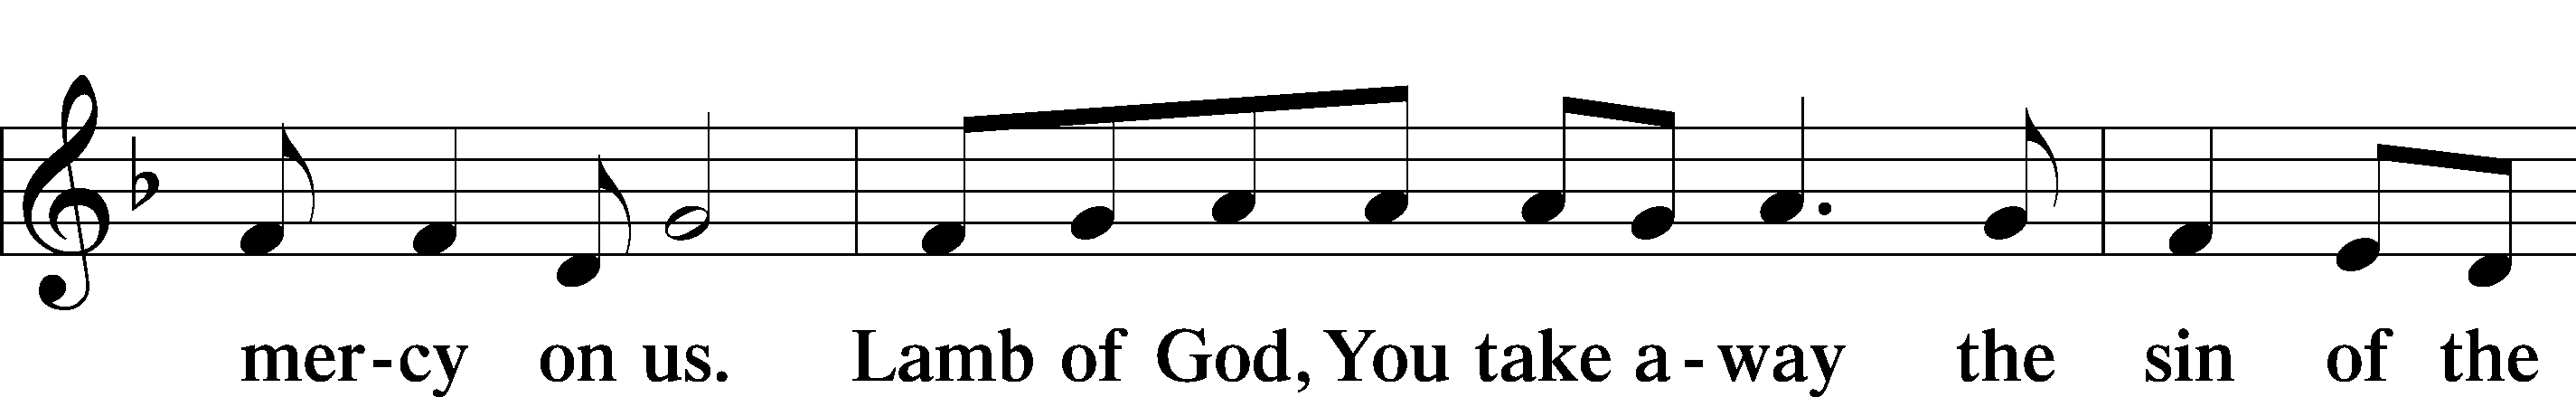 mer-cy on us. Lamb of God, You take a-way the sin of the